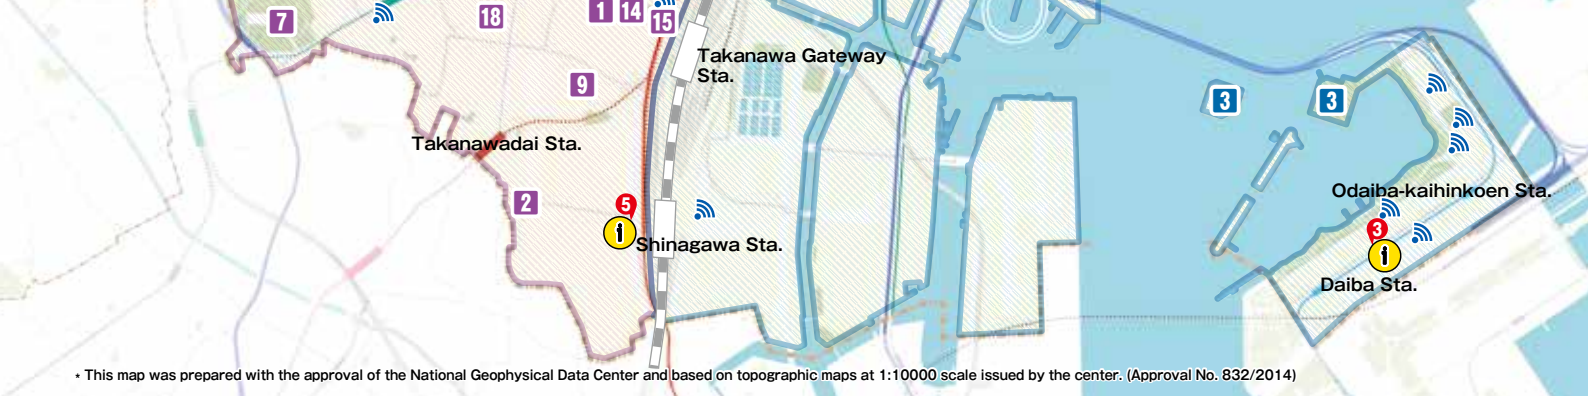 7
18
1
14
15
Takanawa Gateway
Sta.
9
3
3
Takanawadai Sta.
2
5
Odaiba-kaihinkoen Sta.
3
i
Shinagawa Sta.
i
Daiba Sta.
* This map was prepared with the approval of the National Geophysical Data Center and based on topographic maps at 1:10000 scale issued by the center. (Approval No. 832/2014)